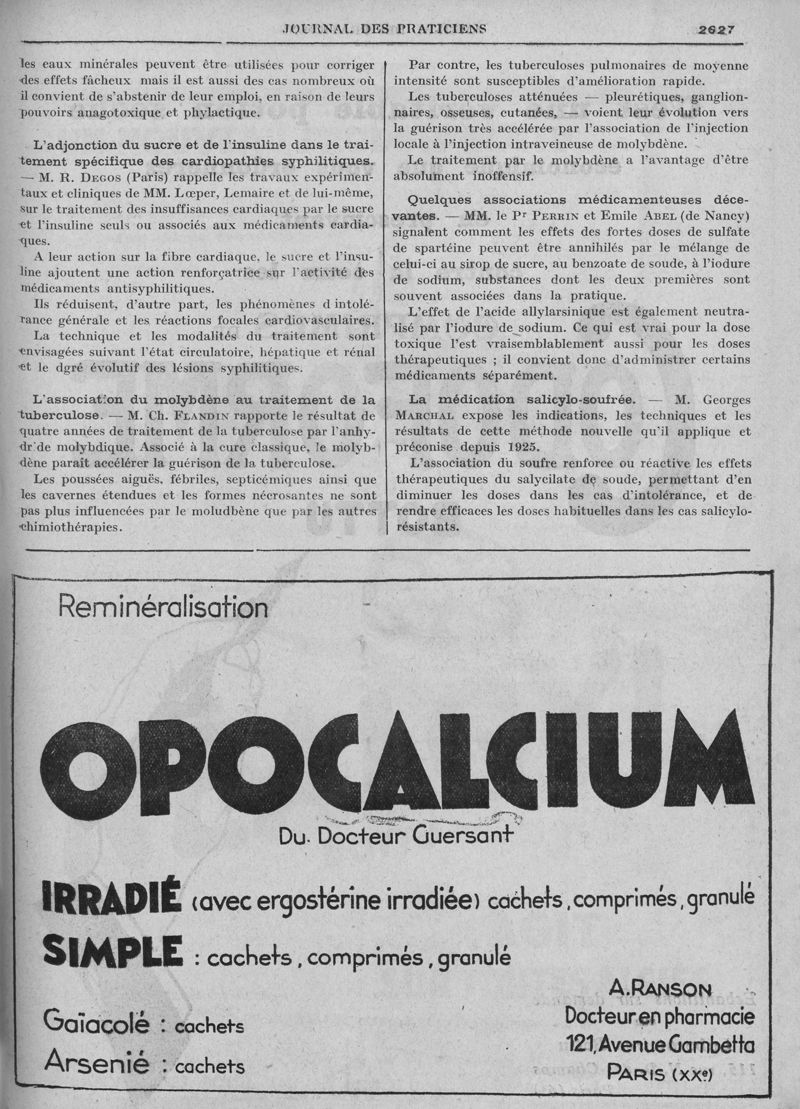 JOURNAL DES PRATICIENS 2627
les eaux minérales peuvent être utilisées pour corriger
des effets fâcheux mais il est aussi des cas nombreux où
il convient de s'abstenir de leur emploi, en raison de leurs
pouvoirs anagotoxique et phylactique.
L'adjonction du sucre et de l'insuline dans le trai-
tement spécifique des cardiopathies syphilitiques.
— M. R. DEGOS (Paris) rappelle les travaux expérimen-
taux et cliniques de MM. Lœper, Lemaire et de lui-même,
sur le traitement des insuffisances cardiaques par le sucre
et l'insuline seuls ou associés aux médicaments cardia-
ques.
A leur action sur la fibre cardiaque, le sucre et l'insu-
line ajoutent une action renforçatrice sur l'activité des
médicaments antisyphilitiques.
Ils réduisent, d'autre part, les phénomènes d intolé-
rance générale et les réactions focales cardiovasculaires.
La technique et les modalités du traitement sont
envisagées suivant l'état circulatoire, hépatique et rénal
et le dgré évolutif des lésions syphilitiques.
L'association du molybdène au traitement de la
tuberculose. — M. Ch. FLANDIN rapporte le résultat de
quatre années de traitement de la tuberculose par l'anhy-
dr de molybdique. Associé à la cure classique, le molyb-
dène paraît accélérer la guérison de la tuberculose.
Les poussées aiguës, fébriles, septicémiques ainsi que
les cavernes étendues et les formes nécrosantes ne sont
pas plus influencées par le moludbène que par les autres
chimiothérapies.
Par contre, les tuberculoses pulmonaires de moyenne
intensité sont susceptibles d'amélioration rapide.
Les tuberculoses atténuées — pleurétiques, ganglion-
naires, osseuses, cutanées, — voient leur évolution vers
la guérison très accélérée par l'association de l'injection
locale à l'injection intraveineuse de molybdène.
Le traitement par le molybdène a l'avantage d'être
absolument inoffensif.
Quelques associations médicamenteuses déce-
vantes. — MM. le Pr PERRIN et Emile ABEL (de Nancy)
signalent comment les effets des fortes doses de sulfate
de spartéine peuvent être annihilés par le mélange de
celui-ci au sirop de sucre, au benzoate de soude, à l'iodure
de sodium, substances dont les deux premières sont
souvent associées dans la pratique.
L'effet de l'acide allylarsinique est également neutra-
lisé par l'iodure de sodium. Ce qui est vrai pour la dose
toxique l'est vraisemblablement aussi pour les doses
thérapeutiques ; il convient donc d'administrer certains
médicaments séparément.
La médication salicylo-soufrée. — M. Georges
MARCHAL expose les indications, les techniques et les
résultats de cette méthode nouvelle qu'il applique et
préconise depuis 1925.
L'association du soufre renforce ou réactive les effets
thérapeutiques du salycilate de soude, permettant d'en
diminuer les doses dans les cas d'intolérance, et de
rendre efficaces les doses habituelles dans les cas salicylo-
résistants.
Reminéralisation
OPOCALCIUM
Du Docteur Guersant
IRRADIÉ (avec ergostérine irradiée) cachets, comprimés, granulé
SIMPLE : cachets, comprimés, granulé
Gaïacolé : cachets
Arsenié : cachets
A. RANSON
Docteur en pharmacie
121, Avenue Gambetta
PARIS (XXe)